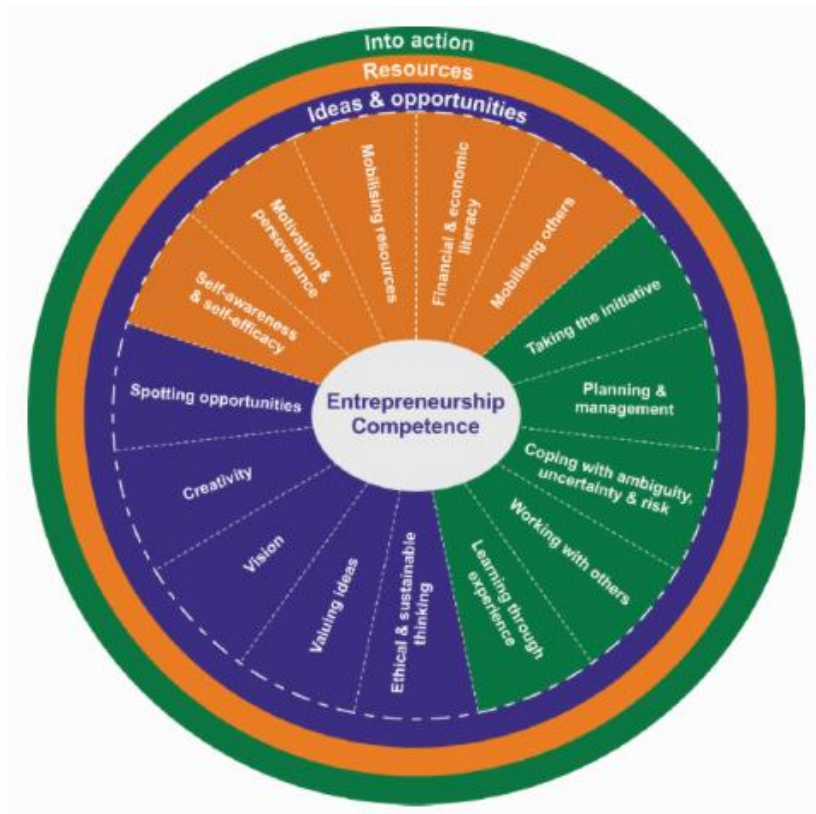 Into action
Resources
Ideas & opportunities
Self-awareness
& self-efficacy
Motivation &
perseverance
Mobilising resources
Financial & economic
literacy
Mobilising others
Taking the initiative
Planning &
management
Coping with ambiguity,
uncertainty & risk
Working with others
Learning through
experience
Ethical & sustainable
thinking
Valuing ideas
Vision
Creativity
Spotting opportunities
Entrepreneurship
Competence